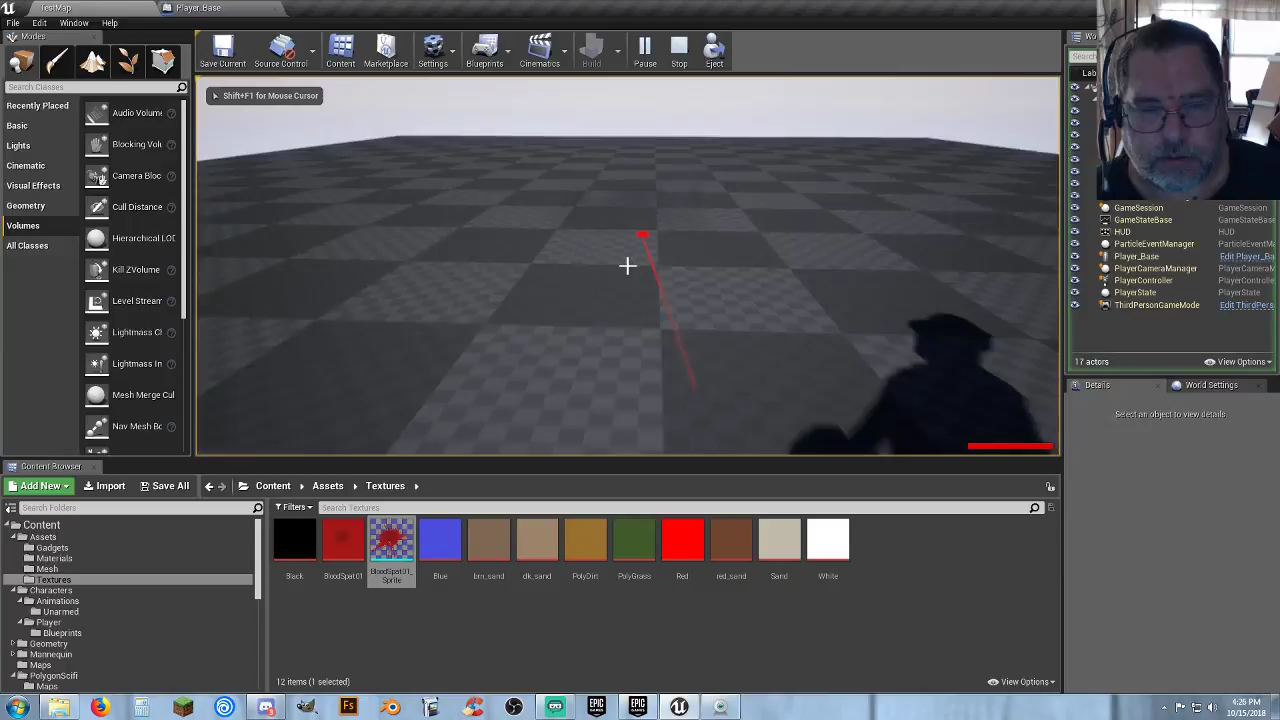 TestMap
Player_Base
File Edit Window Help
Modes
Save Current Source Control Content Marketplace Settings Blueprints Cinematics Build Pause Stop Eject
Search Classes
Recently Placed
Basic
Lights
Cinematic
Visual Effects
Geometry
Volumes
All Classes
Audio Volume
Blocking Volu
Camera Bloc
Cull Distance
Hierarchical LOD
Kill ZVolume
Level Stream
Lightmass Ch
Lightmass Im
Mesh Merge Cul
Nav Mesh Bo
Shift+F1 for Mouse Cursor
Lab
GameSession GameSession
GameStateBase GameStateBase
HUD HUD
ParticleEventManager ParticleEventM
Player_Base Edit Player_Ba
PlayerCameraManager PlayerCameraM
PlayerController PlayerControlle
PlayerState PlayerState
ThirdPersonGameMode Edit ThirdPers
17 actors View Options
Details World Settings
Select an object to view details.
Content Browser
Add New Import Save All Content Assets Textures
Search Folders
Filters Search Textures
Content
Assets
Gadgets
Materials
Mesh
Textures
Characters
Animations
Unarmed
Player
Blueprints
Geometry
Mannequin
Maps
PolygonScifi
Maps
Black BloodSpat01 BloodSpat01_Sprite Blue brn_sand dk_sand PolyDirt PolyGrass Red red_sand Sand White
12 items (1 selected) View Options
4:26 PM
10/15/2018